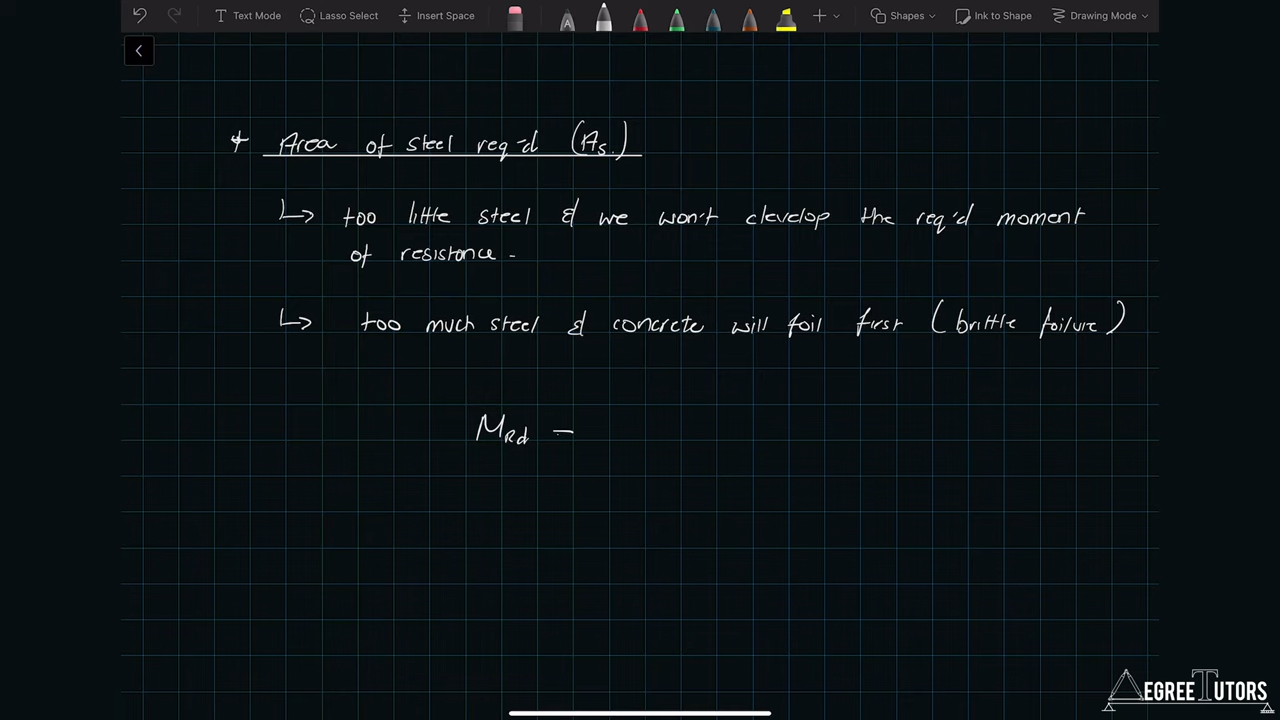 Text Mode Lasso Select Insert Space A Shapes Ink to Shape Drawing Mode
* Area of steel req'd (As.)
↳ too little steel & we won't develop the req'd moment
of resistance.
↳ too much steel & concrete will fail first (brittle failure)
MRd =
DEGREE TUTORS